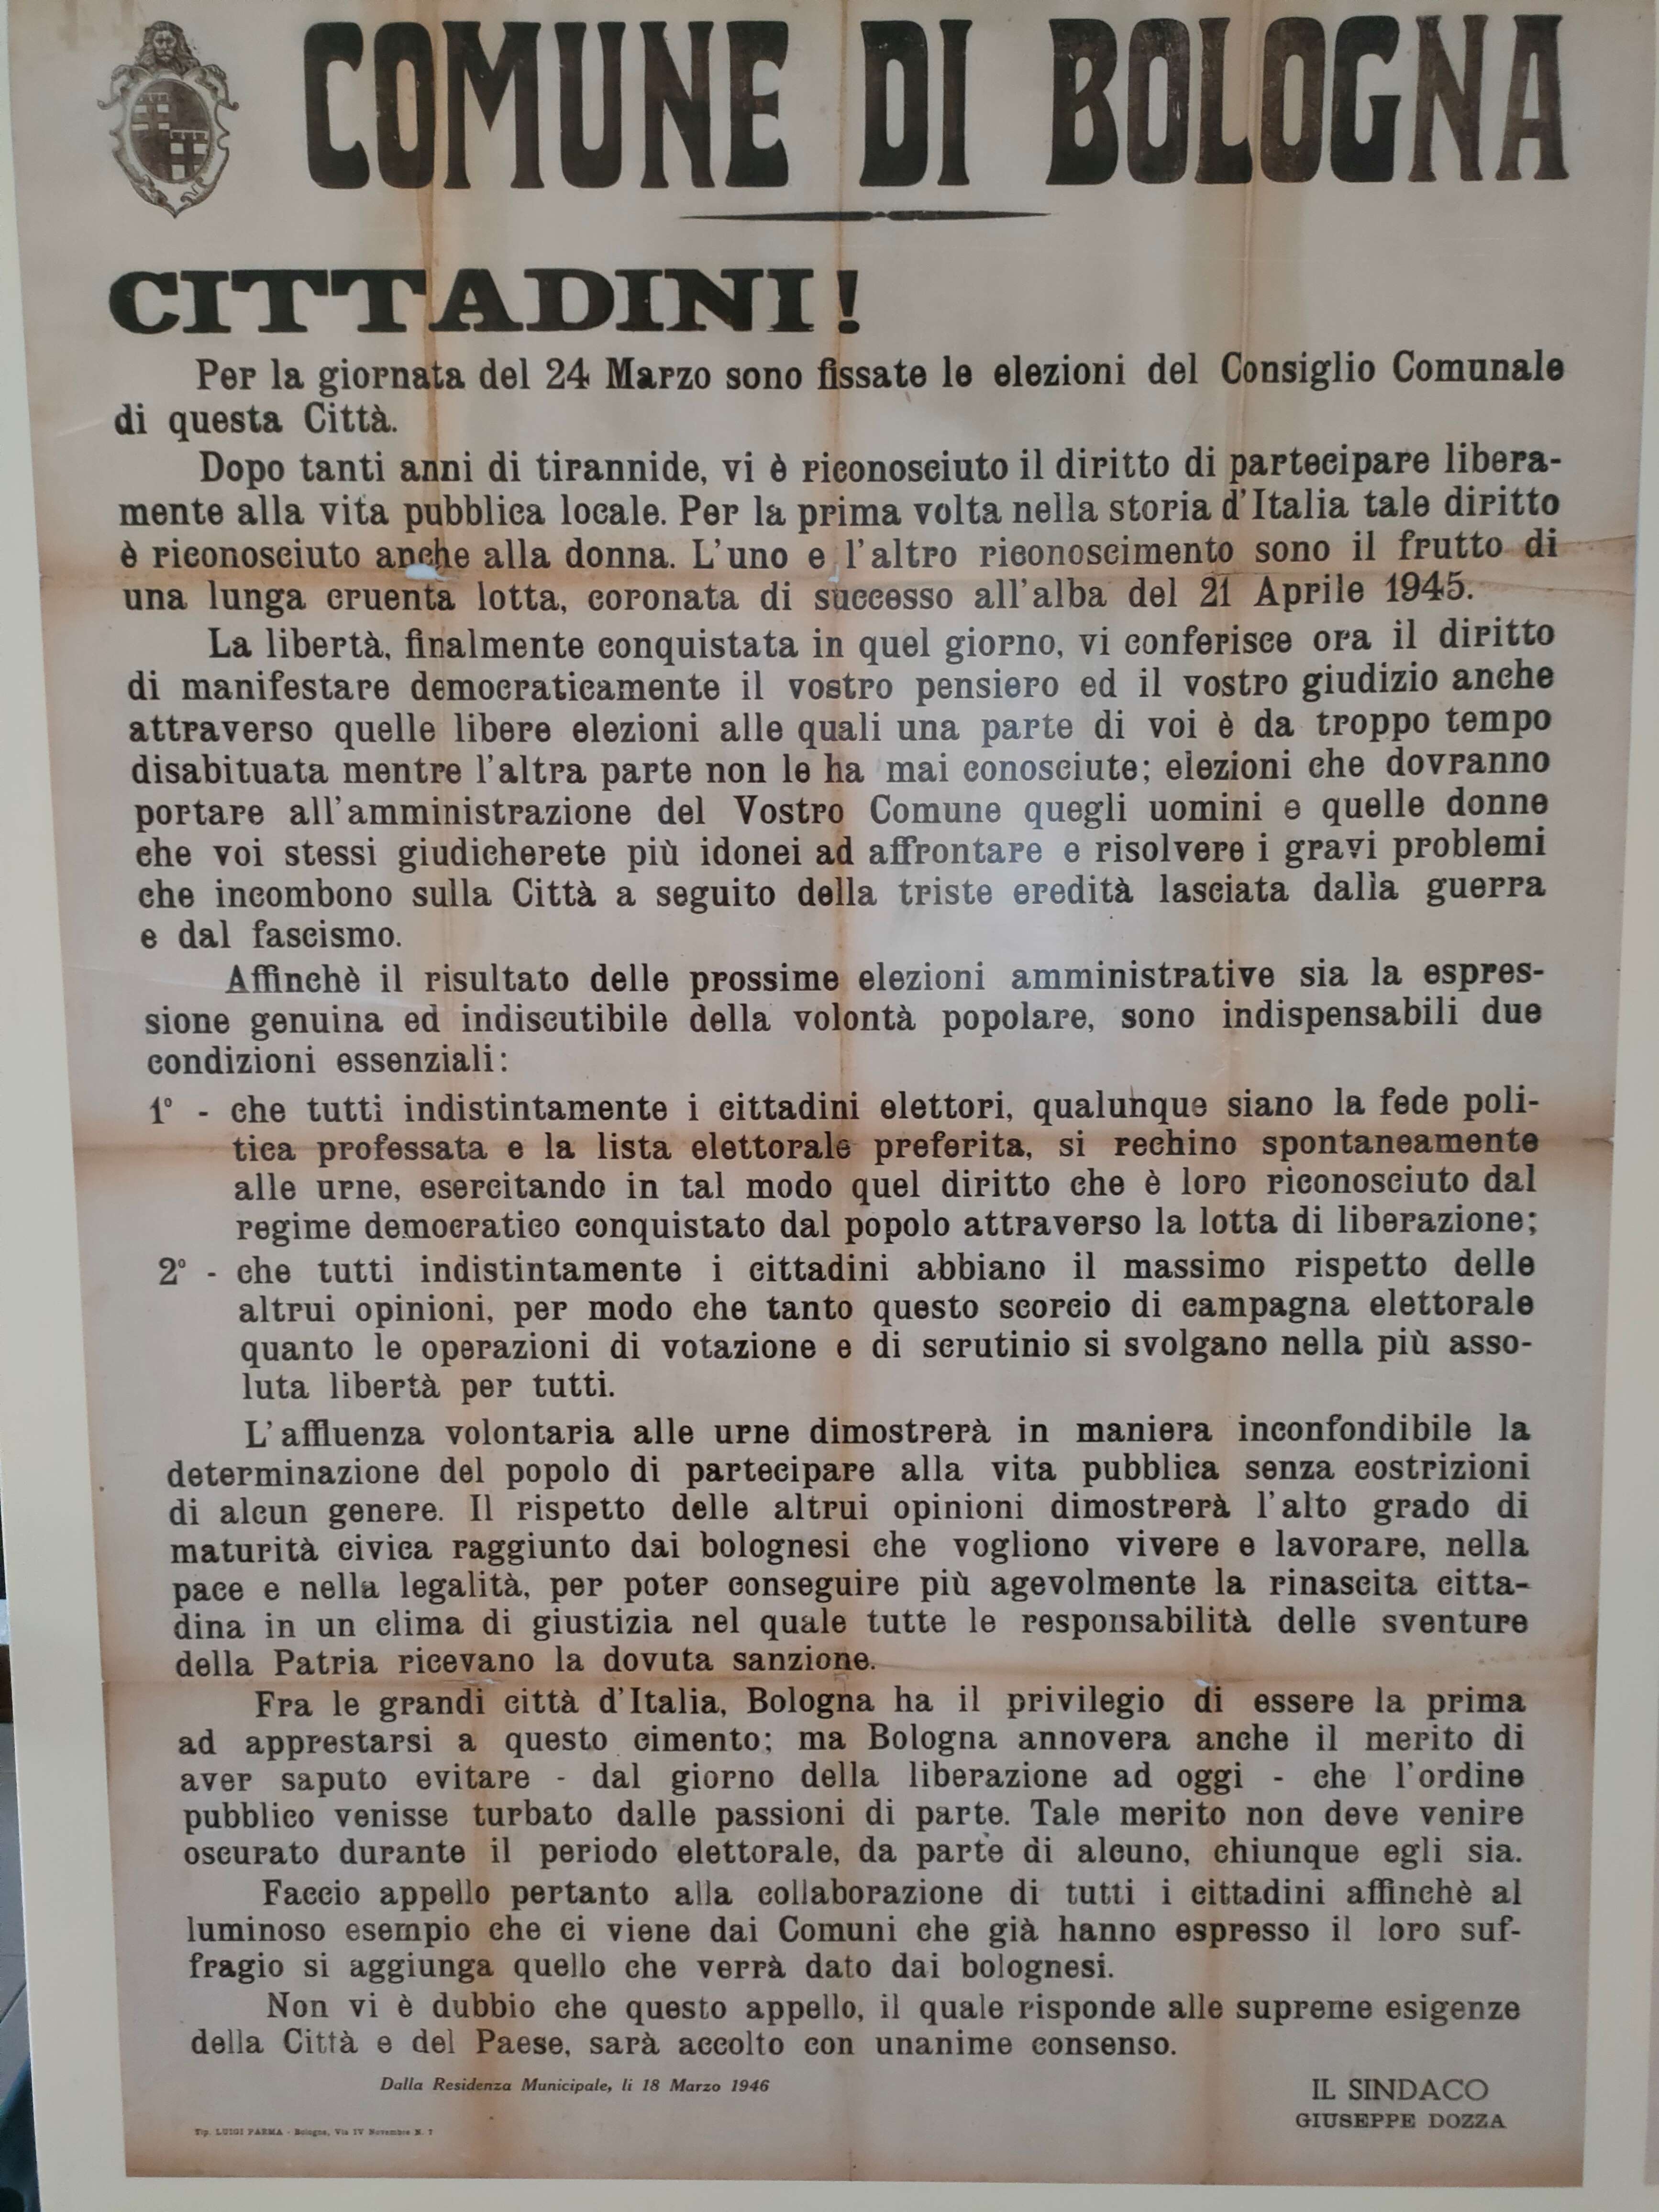 COMUNE DI BOLOGNA
CITTADINI!
Per la giornata del 24 Marzo sono fissate le elezioni del Consiglio Comunale
di questa Città.
Dopo tanti anni di tirannide, vi è riconosciuto il diritto di partecipare libera-
mente alla vita pubblica locale. Per la prima volta nella storia d'Italia tale diritto
è riconosciuto anche alla donna. L'uno e l'altro riconoscimento sono il frutto di
una lunga cruenta lotta, coronata di successo all'alba del 21 Aprile 1945.
La libertà, finalmente conquistata in quel giorno, vi conferisce ora il diritto
di manifestare democraticamente il vostro pensiero ed il vostro giudizio anche
attraverso quelle libere elezioni alle quali una parte di voi è da troppo tempo
disabituata mentre l'altra parte non le ha mai conosciute; elezioni che dovranno
portare all'amministrazione del Vostro Comune quegli uomini e quelle donne
che voi stessi giudicherete più idonei ad affrontare e risolvere i gravi problemi
che incombono sulla Città a seguito della triste eredità lasciata dalla guerra
e dal fascismo.
Affinchè il risultato delle prossime elezioni amministrative sia la espres-
sione genuina ed indiscutibile della volontà popolare, sono indispensabili due
condizioni essenziali:
1° - che tutti indistintamente i cittadini elettori, qualunque siano la fede poli-
tica professata e la lista elettorale preferita, si rechino spontaneamente
alle urne, esercitando in tal modo quel diritto che è loro riconosciuto dal
regime democratico conquistato dal popolo attraverso la lotta di liberazione;
2° - che tutti indistintamente i cittadini abbiano il massimo rispetto delle
altrui opinioni, per modo che tanto questo scorcio di campagna elettorale
quanto le operazioni di votazione e di scrutinio si svolgano nella più asso-
luta libertà per tutti.
L'affluenza volontaria alle urne dimostrerà in maniera inconfondibile la
determinazione del popolo di partecipare alla vita pubblica senza costrizioni
di alcun genere. Il rispetto delle altrui opinioni dimostrerà l'alto grado di
maturità civica raggiunto dai bolognesi che vogliono vivere e lavorare, nella
pace e nella legalità, per poter conseguire più agevolmente la rinascita citta-
dina in un clima di giustizia nel quale tutte le responsabilità delle sventure
della Patria ricevano la dovuta sanzione.
Fra le grandi città d'Italia, Bologna ha il privilegio di essere la prima
ad apprestarsi a questo cimento; ma Bologna annovera anche il merito di
aver saputo evitare - dal giorno della liberazione ad oggi - che l'ordine
pubblico venisse turbato dalle passioni di parte. Tale merito non deve venire
oscurato durante il periodo elettorale, da parte di alcuno, chiunque egli sia.
Faccio appello pertanto alla collaborazione di tutti i cittadini affinchè al
luminoso esempio che ci viene dai Comuni che già hanno espresso il loro suf-
fragio si aggiunga quello che verrà dato dai bolognesi.
Non vi è dubbio che questo appello, il quale risponde alle supreme esigenze
della Città e del Paese, sarà accolto con unanime consenso.
Dalla Residenza Municipale, li 18 Marzo 1946
IL SINDACO
GIUSEPPE DOZZA
Tip. LUIGI PARMA - Bologna, Via IV Novembre N. 7